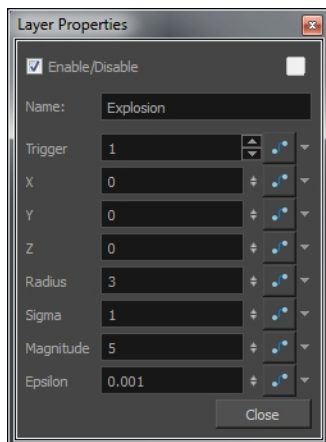 Layer Properties
Enable/Disable
Name: Explosion
Trigger 1
X 0
Y 0
Z 0
Radius 3
Sigma 1
Magnitude 5
Epsilon 0.001
Close